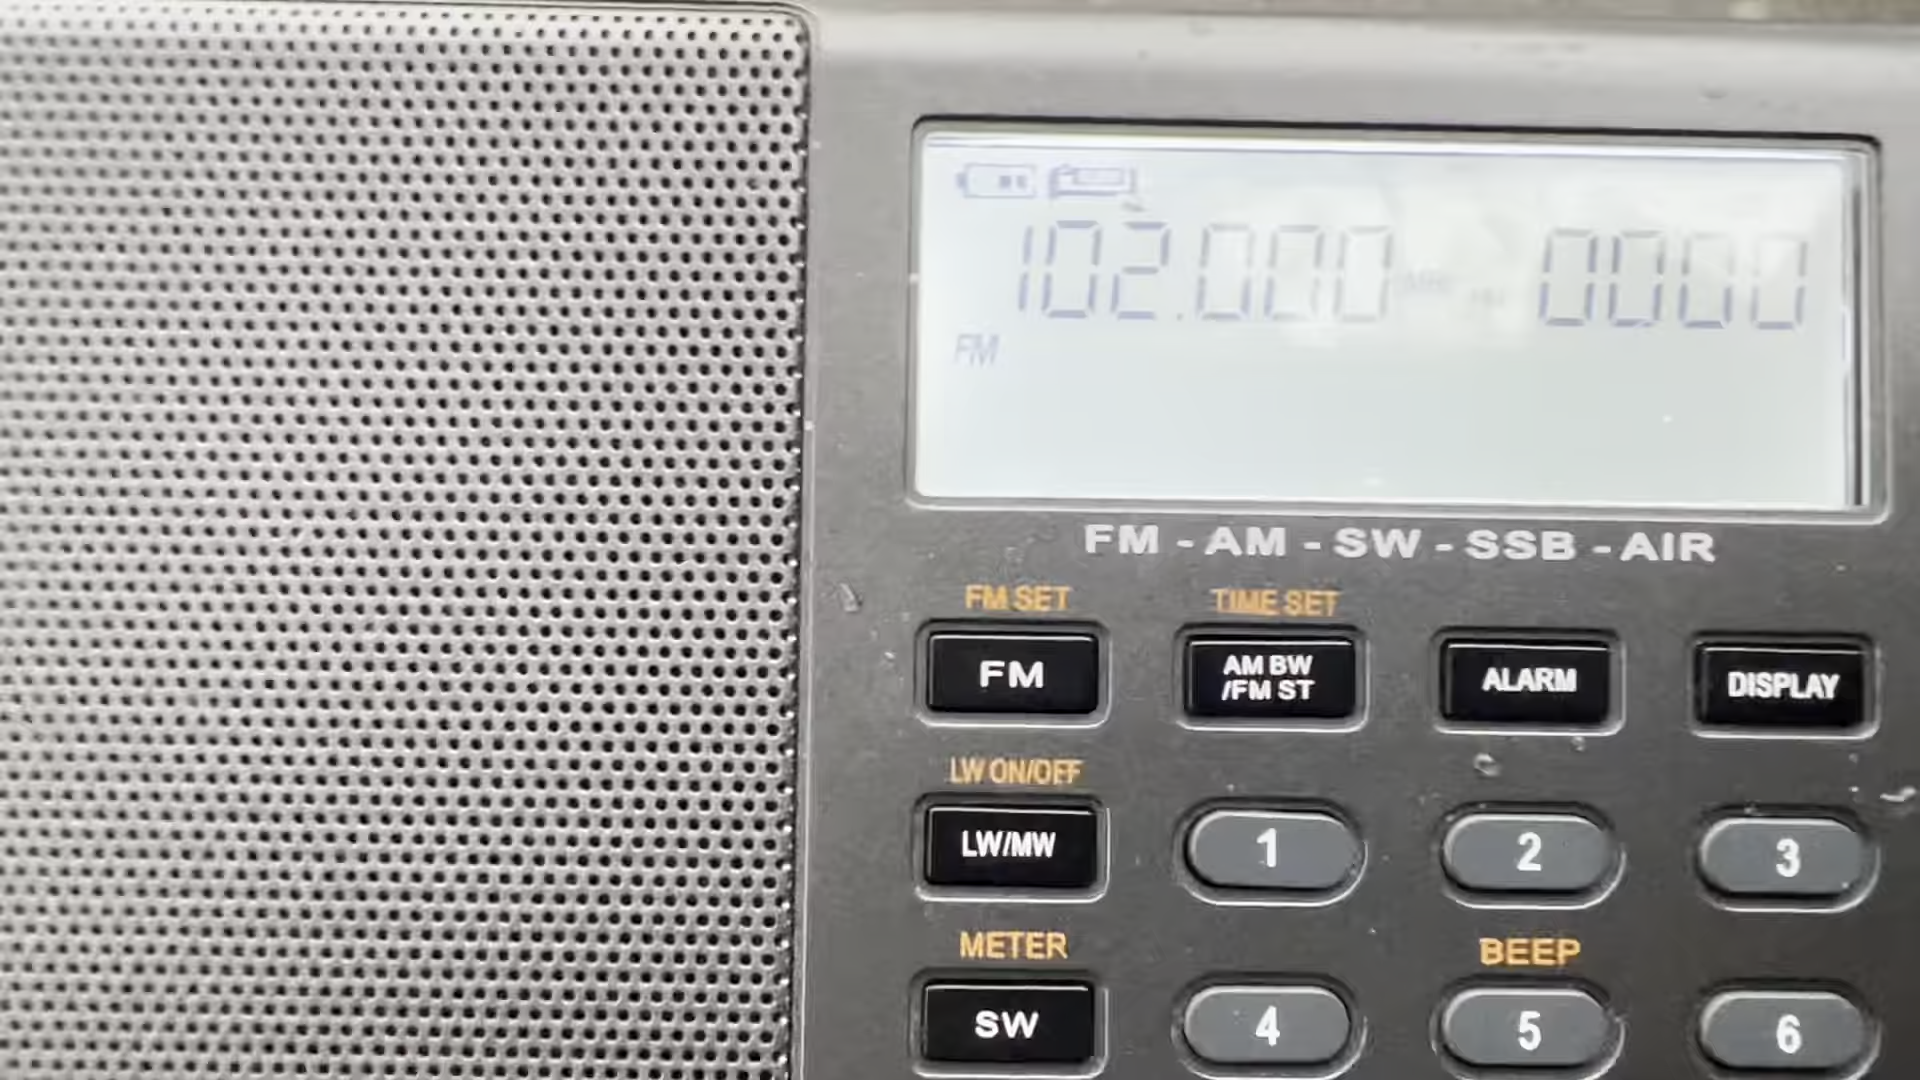 102.000 0000
FM
FM - AM - SW - SSB - AIR
FM SET TIME SET
FM AM BW /FM ST ALARM DISPLAY
LW ON/OFF
LW/MW 1 2 3
METER BEEP
SW 4 5 6